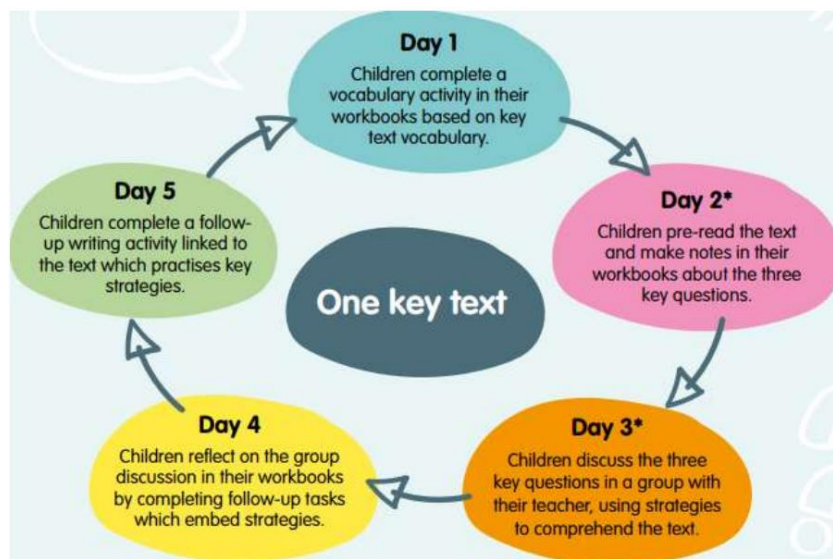 Day 1
Children complete a
vocabulary activity in their
workbooks based on key
text vocabulary.
Day 2*
Children pre-read the text
and make notes in their
workbooks about the three
key questions.
Day 3*
Children discuss the three
key questions in a group with
their teacher, using strategies
to comprehend the text.
Day 4
Children reflect on the group
discussion in their workbooks
by completing follow-up tasks
which embed strategies.
Day 5
Children complete a follow-
up writing activity linked to
the text which practises key
strategies.
One key text